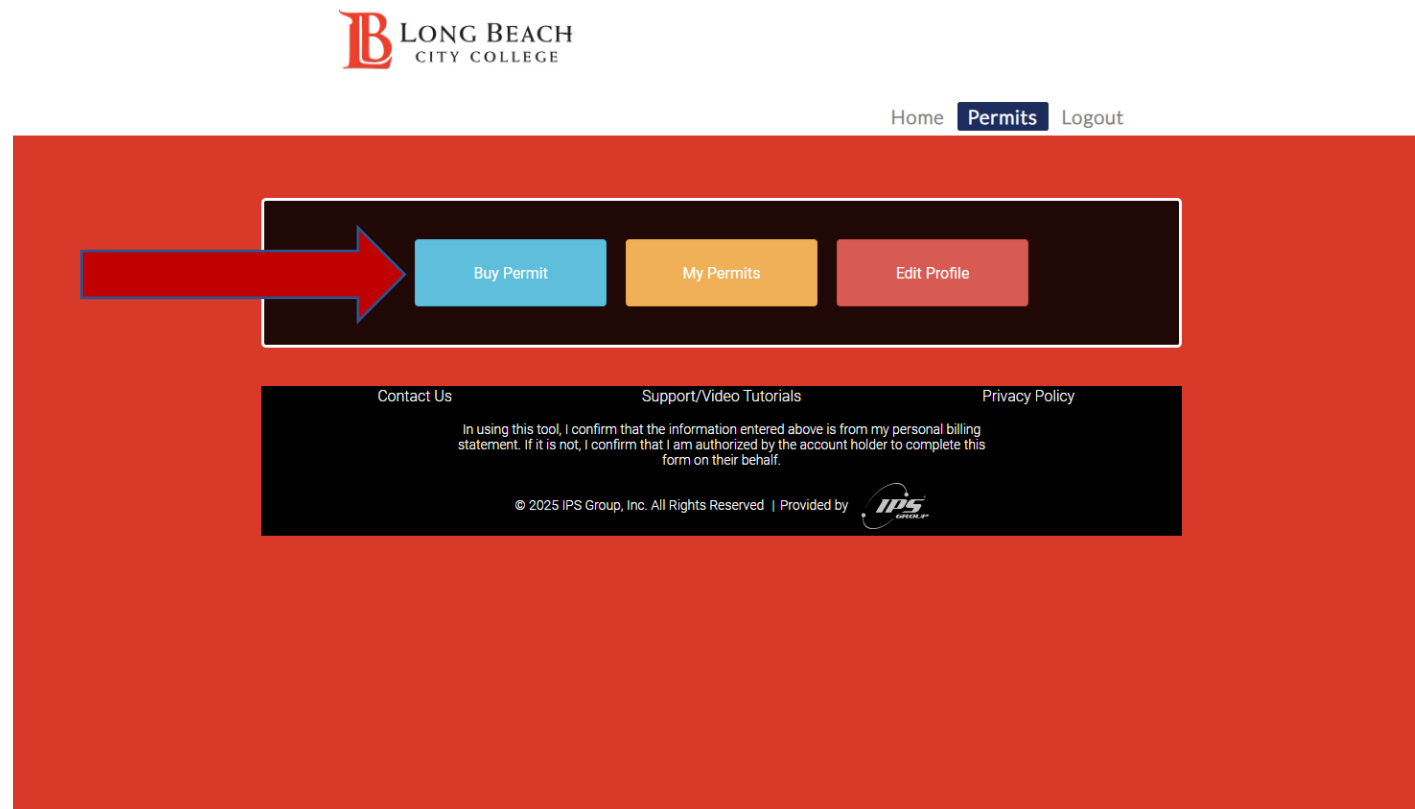 LONG BEACH
CITY COLLEGE
Home Permits Logout
Buy Permit My Permits Edit Profile
Contact Us Support/Video Tutorials Privacy Policy
In using this tool, I confirm that the information entered above is from my personal billing
statement. If it is not, I confirm that I am authorized by the account holder to complete this
form on their behalf.
© 2025 IPS Group, Inc. All Rights Reserved | Provided by IPS
GROUP